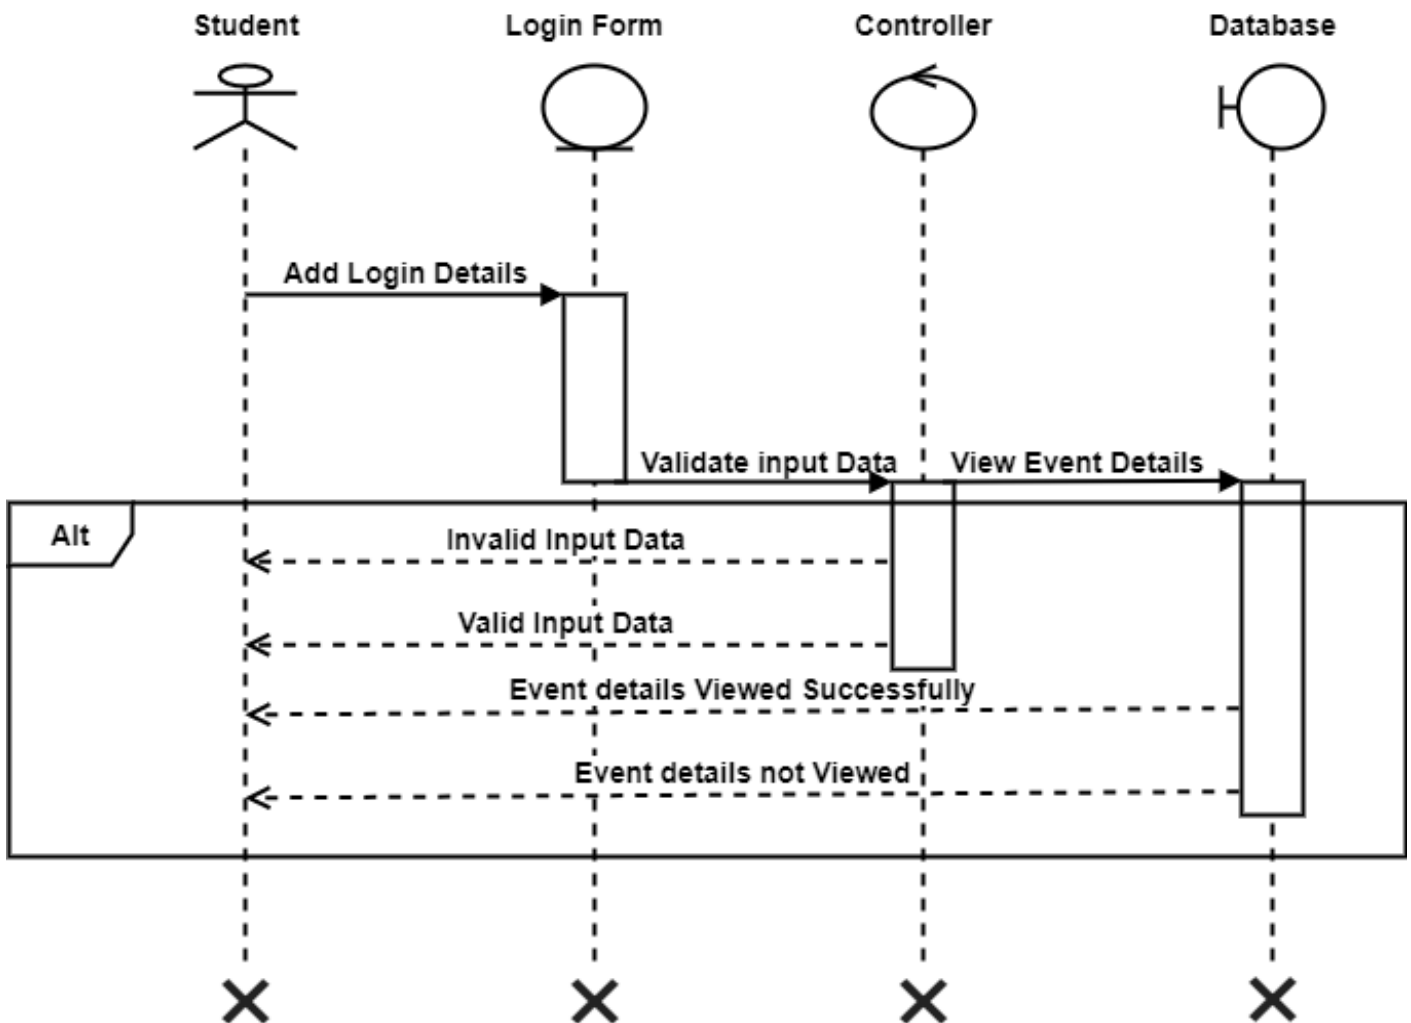 Student
Login Form
Controller
Database
Add Login Details
Validate input Data
View Event Details
Alt
Invalid Input Data
Valid Input Data
Event details Viewed Successfully
Event details not Viewed